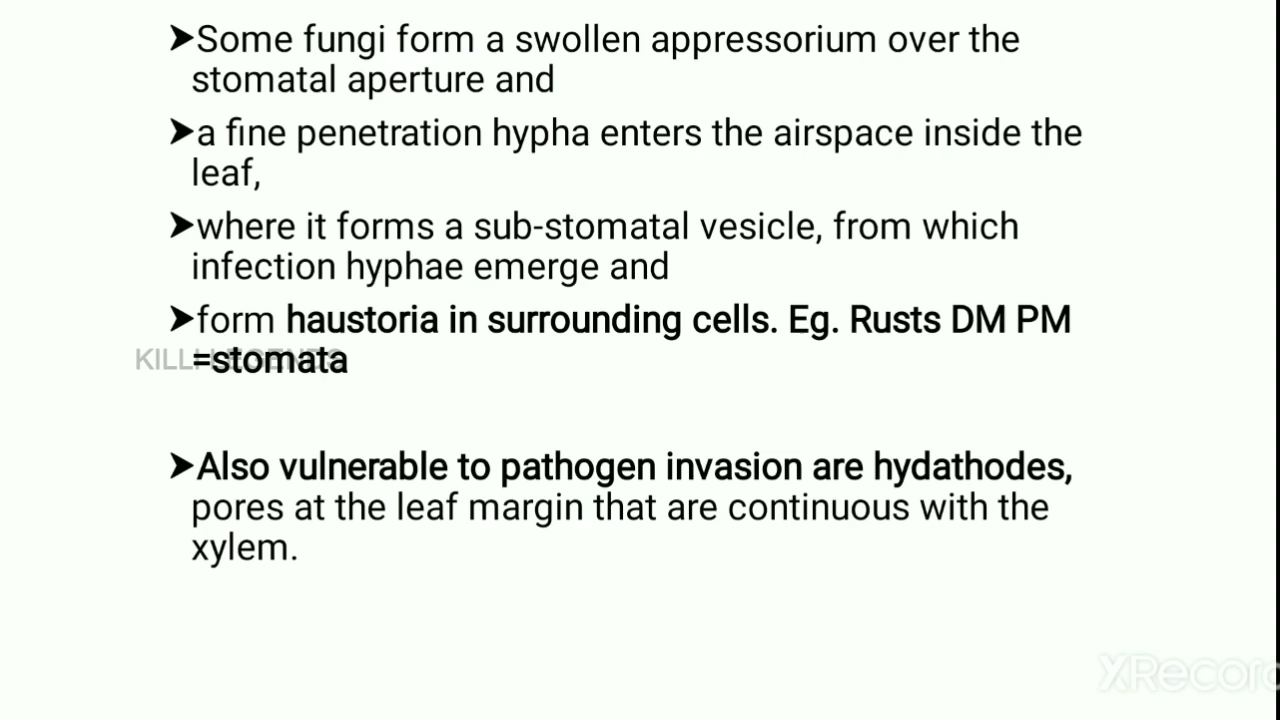 ➤Some fungi form a swollen appressorium over the
stomatal aperture and
➤a fine penetration hypha enters the airspace inside the
leaf,
➤where it forms a sub-stomatal vesicle, from which
infection hyphae emerge and
➤form haustoria in surrounding cells. Eg. Rusts DM PM
=stomata
➤Also vulnerable to pathogen invasion are hydathodes,
pores at the leaf margin that are continuous with the
xylem.